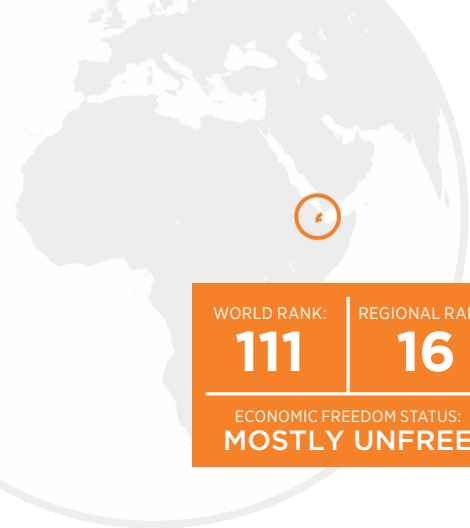 WORLD RANK:
REGIONAL RAN
111
16
ECONOMIC FREEDOM STATUS:
MOSTLY UNFREE